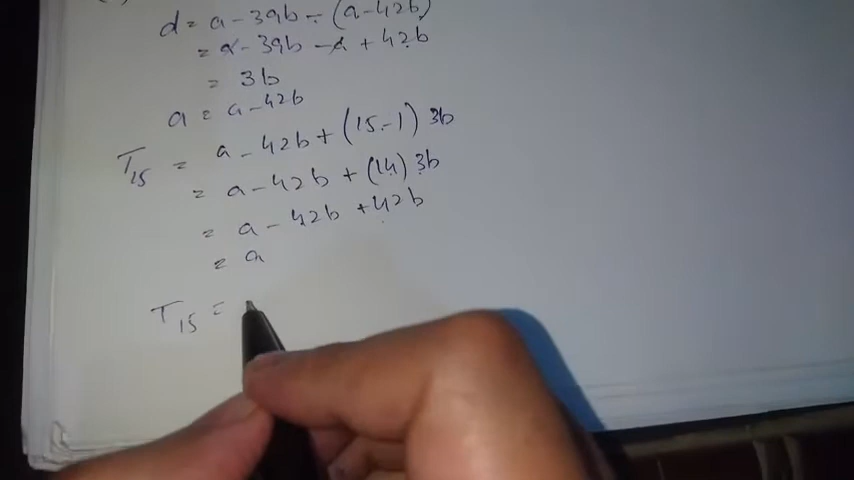 d = a - 39b - (a - 42b)
= a - 39b - a + 42b
= 3b
a = a - 42b
T15 = a - 42b + (15 - 1) 3b
= a - 42b + (14) 3b
= a - 42b + 42b
= a
T15 =